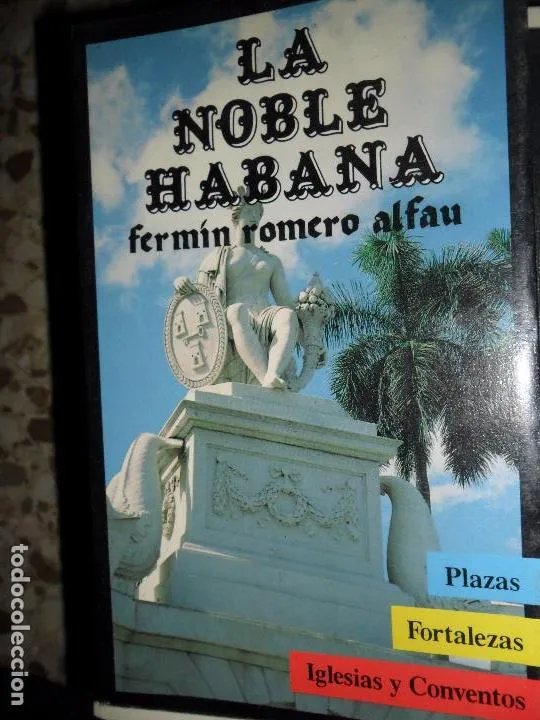 LA
NOBLE
HABANA
fermín romero alfau
Plazas
Fortalezas
Iglesias y Conventos
todocoleccion